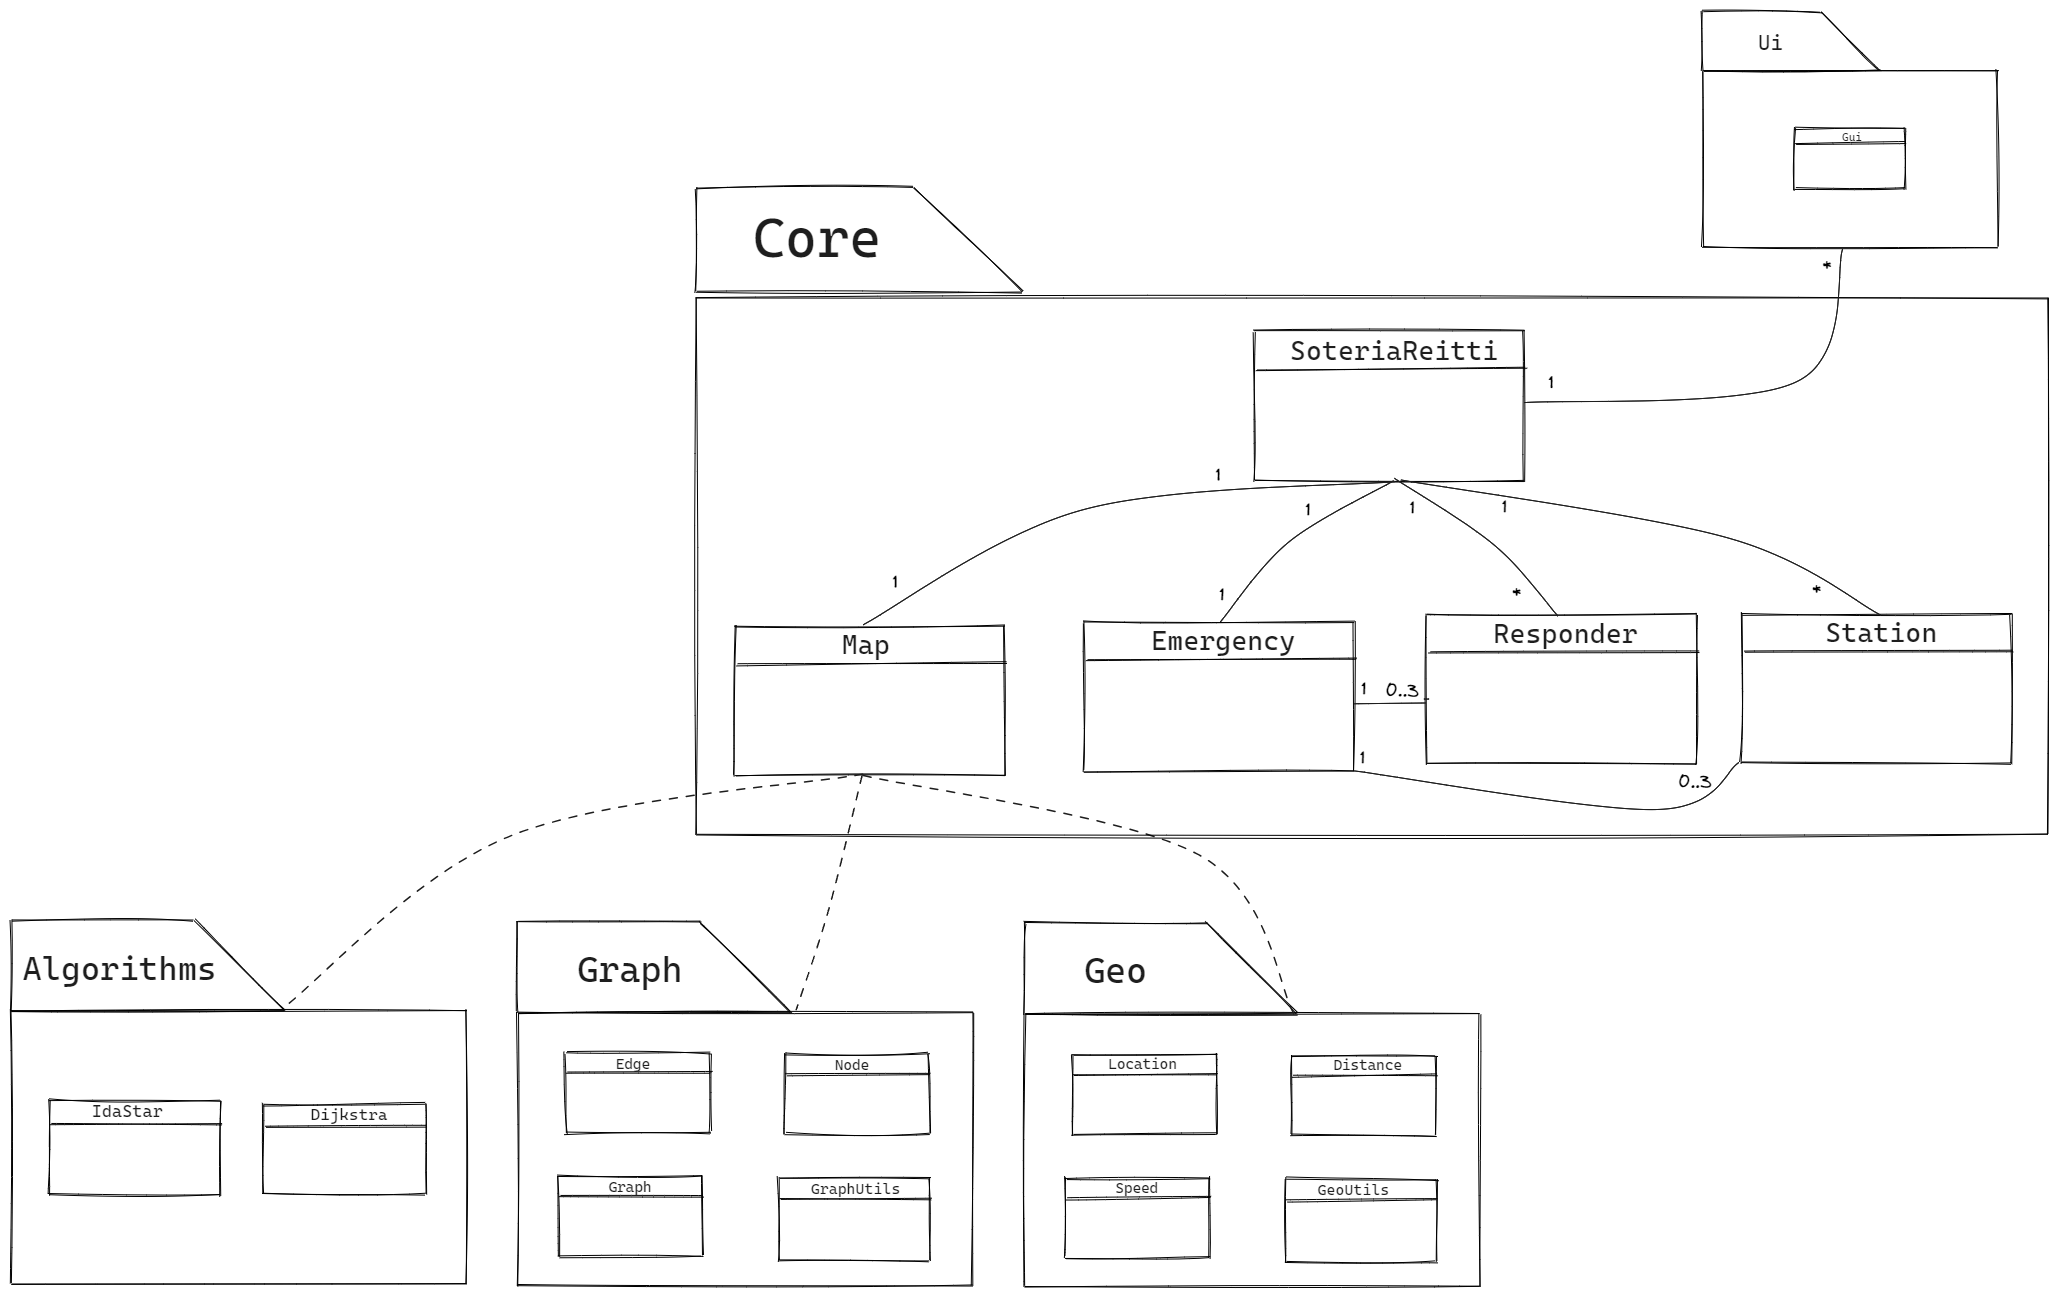 Ui
Gui
*
Core
SoteriaReitti
1
1
1
1
1
1
1
*
*
Map
Emergency
Responder
Station
1
0..3
1
0..3
Algorithms
Graph
Geo
IdaStar
Dijkstra
Edge
Node
Graph
GraphUtils
Location
Distance
Speed
GeoUtils